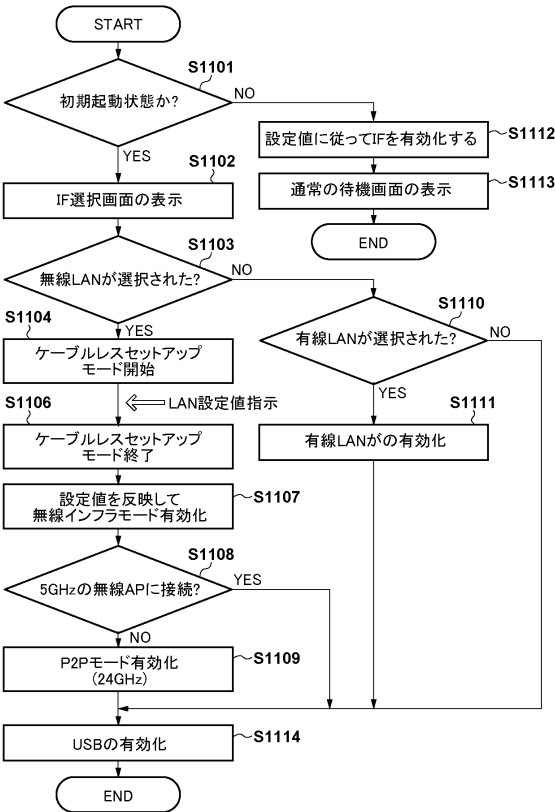 START
S1101
初期起動状態か?
NO
YES
S1112
設定値に従ってIFを有効化する
S1102
IF選択画面の表示
S1113
通常の待機画面の表示
END
S1103
無線LANが選択された?
NO
YES
S1104
ケーブルレスセットアップ
モード開始
S1110
有線LANが選択された?
NO
YES
LAN設定値指示
S1106
ケーブルレスセットアップ
モード終了
S1111
有線LANがの有効化
設定値を反映して
無線インフラモード有効化
S1107
S1108
5GHzの無線APに接続?
YES
NO
P2Pモード有効化
(24GHz)
S1109
USBの有効化
S1114
END